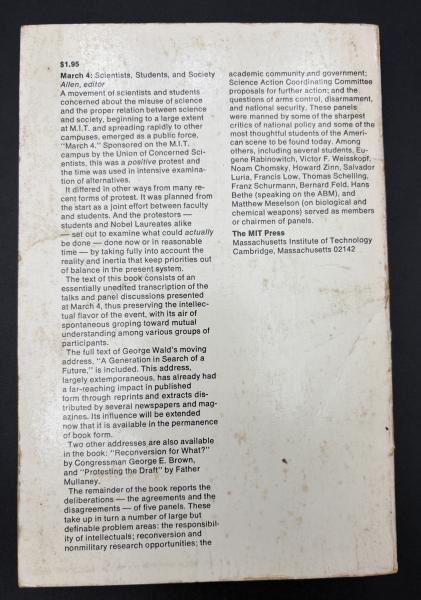 $1.95
March 4: Scientists, Students, and Society
Allen, editor
A movement of scientists and students
concerned about the misuse of science
and the proper relation between science
and society, beginning to a large extent
at M.I.T. and spreading rapidly to other
campuses, emerged as a public force,
"March 4." Sponsored on the M.I.T.
campus by the Union of Concerned Sci-
entists, this was a positive protest and
the time was used in intensive examina-
tion of alternatives.
It differed in other ways from many re-
cent forms of protest. It was planned from
the start as a joint effort between faculty
and students. And the protestors —
students and Nobel Laureates alike
— set out to examine what could actually
be done — done now or in reasonable
time — by taking fully into account the
reality and inertia that keep priorities out
of balance in the present system.
The text of this book consists of an
essentially unedited transcription of the
talks and panel discussions presented
at March 4, thus preserving the intellec-
tual flavor of the event, with its air of
spontaneous groping toward mutual
understanding among various groups of
participants.
The full text of George Wald's moving
address, "A Generation in Search of a
Future," is included. This address,
largely extemporaneous, has already had
a far-reaching impact in published
form through reprints and extracts dis-
tributed by several newspapers and mag-
azines. Its influence will be extended
now that it is available in the permanence
of book form.
Two other addresses are also available
in the book: "Reconversion for What?"
by Congressman George E. Brown,
and "Protesting the Draft" by Father
Mullaney.
The remainder of the book reports the
deliberations — the agreements and the
disagreements — of five panels. These
take up in turn a number of large but
definable problem areas: the responsibil-
ity of intellectuals; reconversion and
nonmilitary research opportunities; the
academic community and government;
Science Action Coordinating Committee
proposals for further action; and the
questions of arms control, disarmament,
and national security. These panels
were manned by some of the sharpest
critics of national policy and some of the
most thoughtful students of the Ameri-
can scene to be found today. Among
others, including several students, Eu-
gene Rabinowitch, Victor F. Weisskopf,
Noam Chomsky, Howard Zinn, Salvador
Luria, Francis Low, Thomas Schelling,
Franz Schurmann, Bernard Feld, Hans
Bethe (speaking on the ABM), and
Matthew Meselson (on biological and
chemical weapons) served as members
or chairmen of panels.
The MIT Press
Massachusetts Institute of Technology
Cambridge, Massachusetts 02142